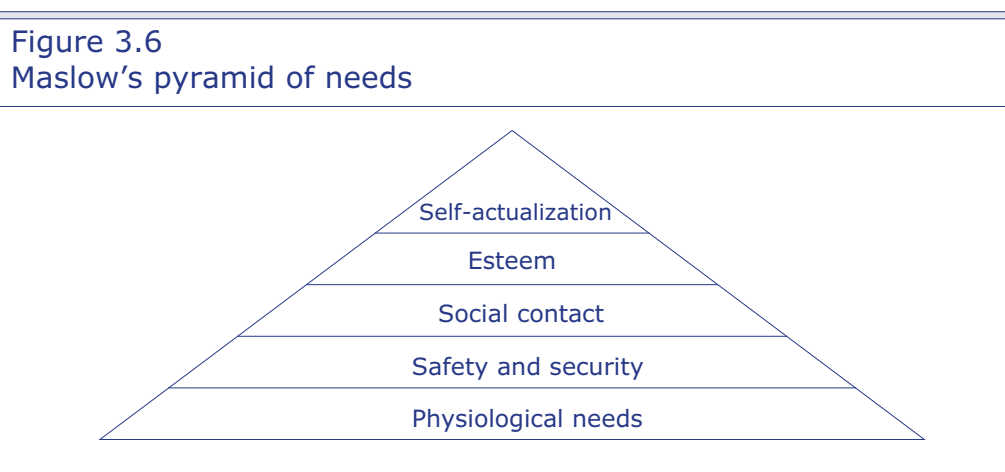 Figure 3.6
Maslow’s pyramid of needs
Self-actualization
Esteem
Social contact
Safety and security
Physiological needs